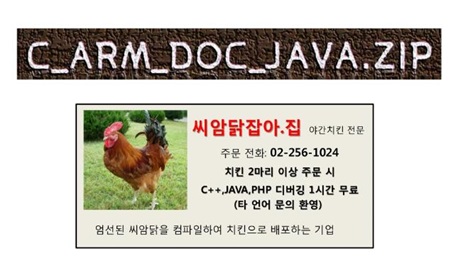 C_ARM_DOC_JAVA.ZIP
씨암닭잡아.집 야간치킨 전문
주문 전화: 02-256-1024
치킨 2마리 이상 주문 시
C++,JAVA,PHP 디버깅 1시간 무료
(타 언어 문의 환영)
엄선된 씨암닭을 컴파일하여 치킨으로 배포하는 기업